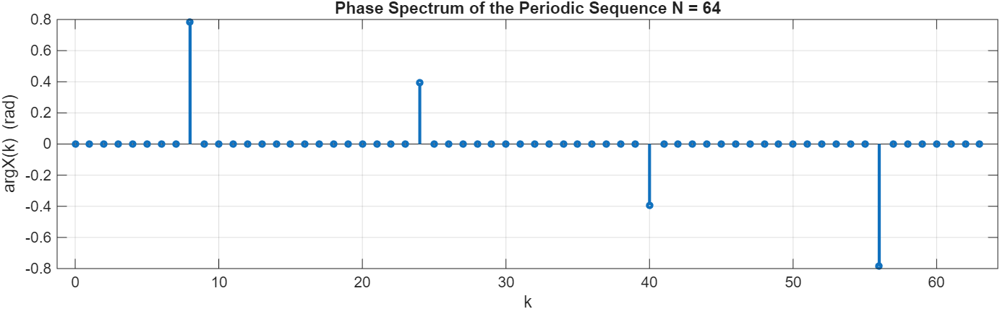 Phase Spectrum of the Periodic Sequence N = 64
0.8
0.6
0.4
0.2
0
-0.2
-0.4
-0.6
-0.8
argX(k) (rad)
0 10 20 30 40 50 60
k